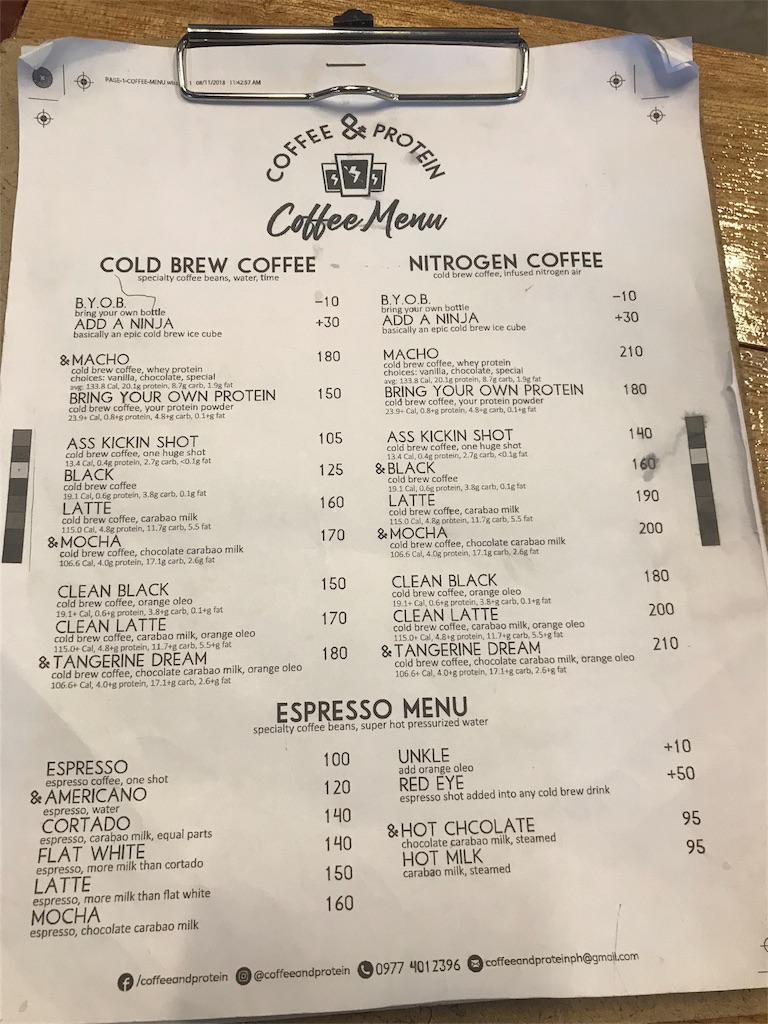 PAGE-1-COFFEE-MENU 1 08/11/2018 11:42:57 AM
COFFEE & PROTEIN
Coffee Menu
COLD BREW COFFEE
specialty coffee beans, water, time
B.Y.O.B. -10
bring your own bottle
ADD A NINJA +30
basically an epic cold brew ice cube
&MACHO 180
cold brew coffee, whey protein
choices: vanilla, chocolate, special
avg: 133.8 Cal, 20.1g protein, 8.7g carb, 1.9g fat
BRING YOUR OWN PROTEIN 150
cold brew coffee, your protein powder
23.9+ Cal, 0.8+g protein, 4.8+g carb, 0.1+g fat
ASS KICKIN SHOT 105
cold brew coffee, one huge shot
13.4 Cal, 0.4g protein, 2.7g carb, <0.1g fat
BLACK 125
cold brew coffee
19.1 Cal, 0.6g protein, 3.8g carb, 0.1g fat
LATTE 160
cold brew coffee, carabao milk
115.0 Cal, 4.8g protein, 11.7g carb, 5.5 fat
&MOCHA 170
cold brew coffee, chocolate carabao milk
106.6 Cal, 4.0g protein, 17.1g carb, 2.6g fat
CLEAN BLACK 150
cold brew coffee, orange oleo
19.1+ Cal, 0.6+g protein, 3.8+g carb, 0.1+g fat
CLEAN LATTE 170
cold brew coffee, carabao milk, orange oleo
115.0+ Cal, 4.8+g protein, 11.7+g carb, 5.5+g fat
&TANGERINE DREAM 180
cold brew coffee, chocolate carabao milk, orange oleo
106.6+ Cal, 4.0+g protein, 17.1+g carb, 2.6+g fat
NITROGEN COFFEE
cold brew coffee, infused nitrogen air
B.Y.O.B. -10
bring your own bottle
ADD A NINJA +30
basically an epic cold brew ice cube
MACHO 210
cold brew coffee, whey protein
choices: vanilla, chocolate, special
avg: 133.8 Cal, 20.1g protein, 8.7g carb, 1.9g fat
BRING YOUR OWN PROTEIN 180
cold brew coffee, your protein powder
23.9+ Cal, 0.8+g protein, 4.8+g carb, 0.1+g fat
ASS KICKIN SHOT 140
cold brew coffee, one huge shot
13.4 Cal, 0.4g protein, 2.7g carb, <0.1g fat
&BLACK 160
cold brew coffee
19.1 Cal, 0.6g protein, 3.8g carb, 0.1g fat
LATTE 190
cold brew coffee, carabao milk
115.0 Cal, 4.8g protein, 11.7g carb, 5.5 fat
&MOCHA 200
cold brew coffee, chocolate carabao milk
106.6 Cal, 4.0g protein, 17.1g carb, 2.6g fat
CLEAN BLACK 180
cold brew coffee, orange oleo
19.1+ Cal, 0.6+g protein, 3.8+g carb, 0.1+g fat
CLEAN LATTE 200
cold brew coffee, carabao milk, orange oleo
115.0+ Cal, 4.8+g protein, 11.7+g carb, 5.5+g fat
&TANGERINE DREAM 210
cold brew coffee, chocolate carabao milk, orange oleo
106.6+ Cal, 4.0+g protein, 17.1+g carb, 2.6+g fat
ESPRESSO MENU
specialty coffee beans, super hot pressurized water
ESPRESSO 100
espresso coffee, one shot
&AMERICANO 120
espresso, water
CORTADO 140
espresso, carabao milk, equal parts
FLAT WHITE 140
espresso, more milk than cortado
LATTE 150
espresso, more milk than flat white
MOCHA 160
espresso, chocolate carabao milk
UNKLE +10
add orange oleo
RED EYE +50
espresso shot added into any cold brew drink
&HOT CHCOLATE 95
chocolate carabao milk, steamed
HOT MILK 95
carabao milk, steamed
/coffeeandprotein @coffeeandprotein 0977 4012396 coffeeandproteinph@gmail.com